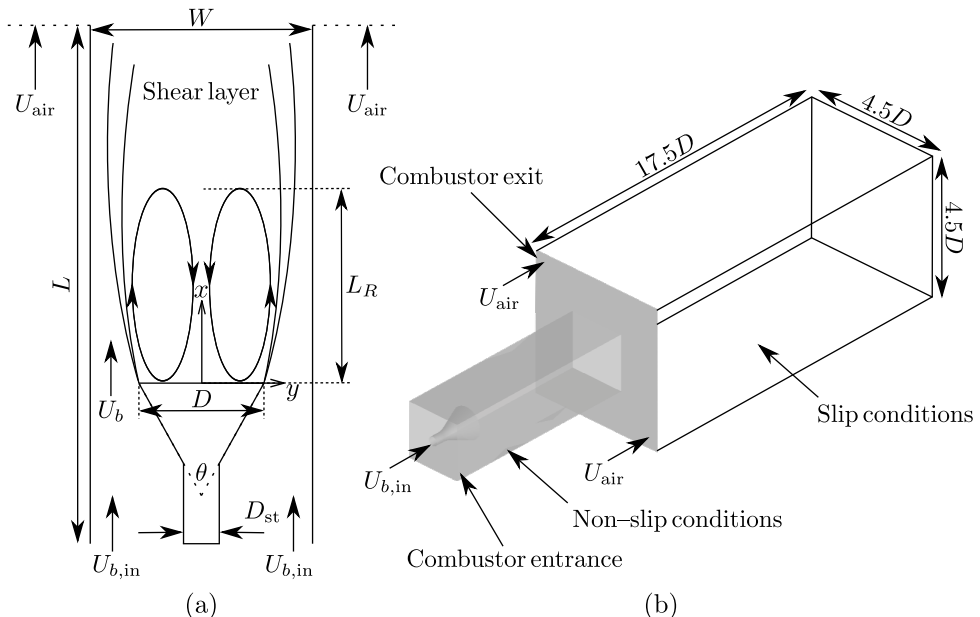 W
U_air
U_air
Shear layer
L
x
L_R
y
D
U_b
θ
D_st
U_b,in
U_b,in
(a)
17.5D
4.5D
4.5D
Combustor exit
U_air
Slip conditions
U_air
U_b,in
Non–slip conditions
Combustor entrance
(b)